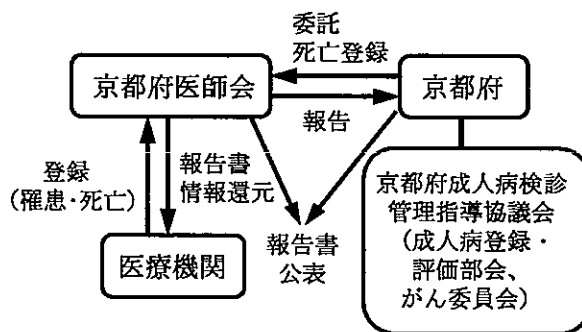 委託
死亡登録
京都府医師会
京都府
報告
登録
(罹患・死亡)
報告書
情報還元
報告書
公表
医療機関
京都府成人病検診
管理指導協議会
(成人病登録・
評価部会、
がん委員会)